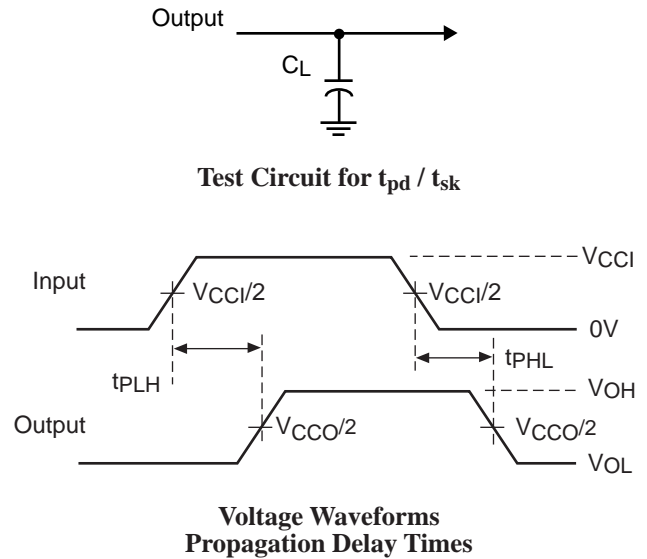 Output
CL
Test Circuit for tpd / tsk
VCCI
Input
VCCI/2
VCCI/2
0V
tPLH
tPHL
VOH
Output
VCCO/2
VCCO/2
VOL
Voltage Waveforms
Propagation Delay Times